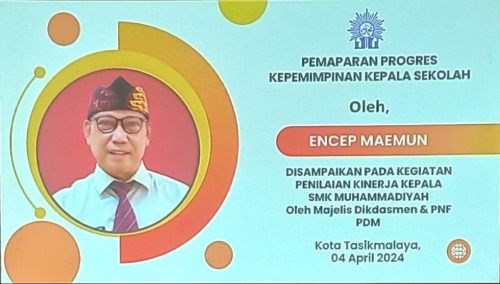 PEMAPARAN PROGRES
KEPEMIMPINAN KEPALA SEKOLAH
Oleh,
ENCEP MAEMUN
DISAMPAIKAN PADA KEGIATAN
PENILAIAN KINERJA KEPALA
SMK MUHAMMADIYAH
Oleh Majelis Dikdasmen & PNF
PDM
Kota Tasikmalaya,
04 April 2024